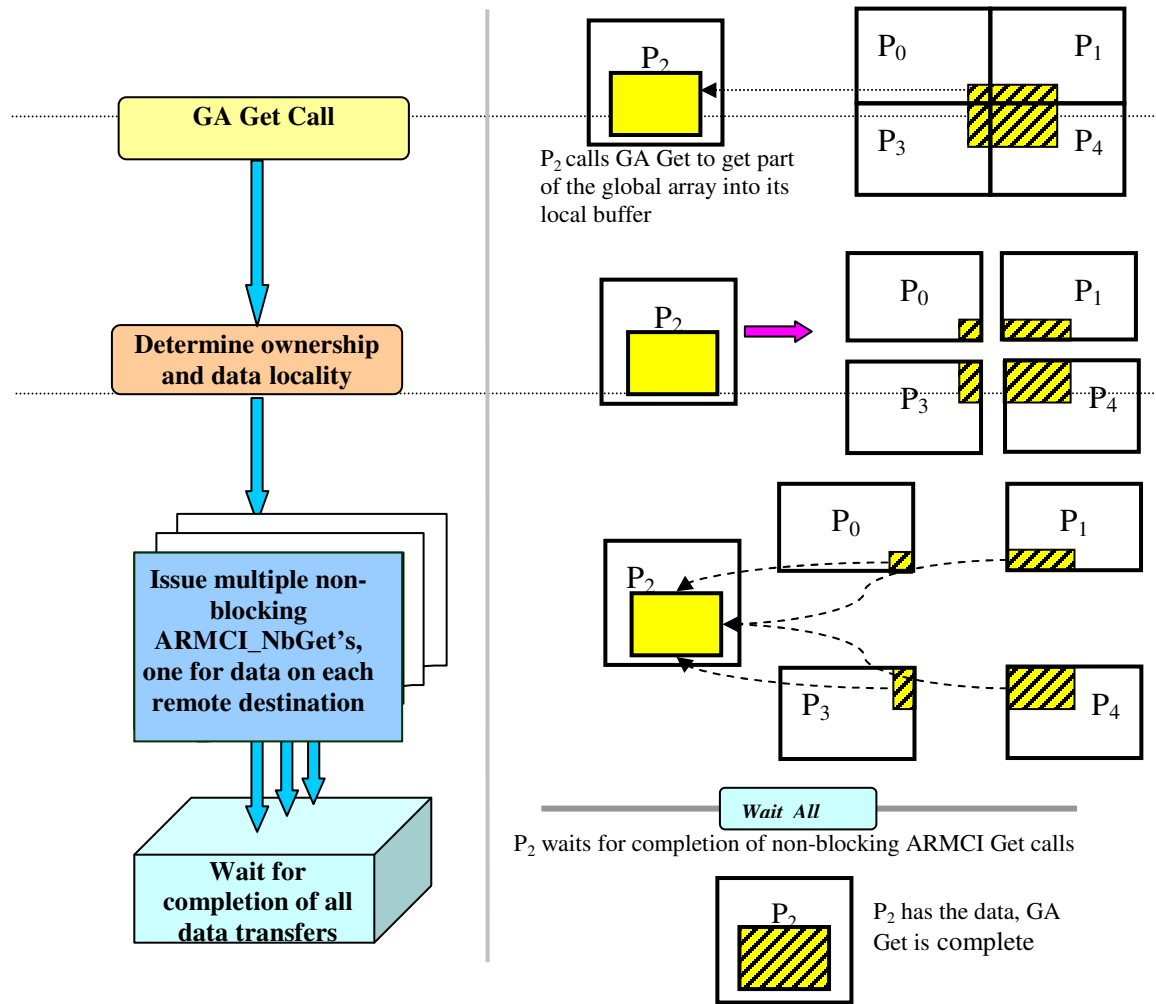 GA Get Call
Determine ownership
and data locality
Issue multiple non-
blocking
ARMCI_NbGet's,
one for data on each
remote destination
Wait for
completion of all
data transfers
P2
P0
P1
P3
P4
P2 calls GA Get to get part
of the global array into its
local buffer
P2
P0
P1
P3
P4
P2
P0
P1
P3
P4
Wait All
P2 waits for completion of non-blocking ARMCI Get calls
P2
P2 has the data, GA
Get is complete